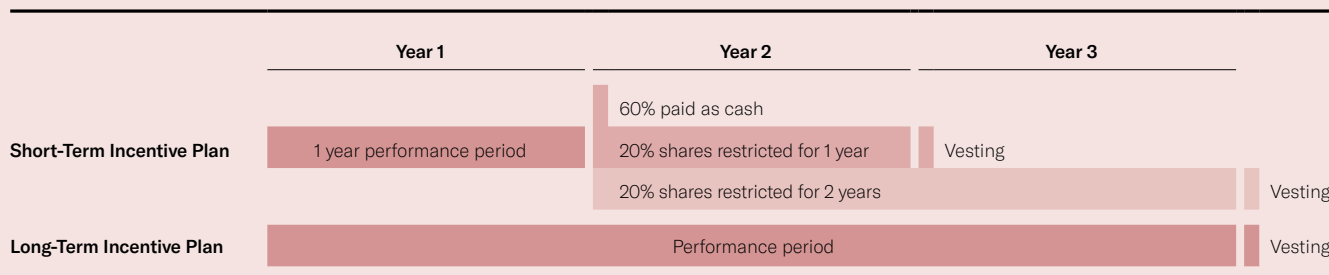 Year 1 Year 2 Year 3
60% paid as cash
Short-Term Incentive Plan 1 year performance period 20% shares restricted for 1 year Vesting
20% shares restricted for 2 years Vesting
Long-Term Incentive Plan Performance period Vesting